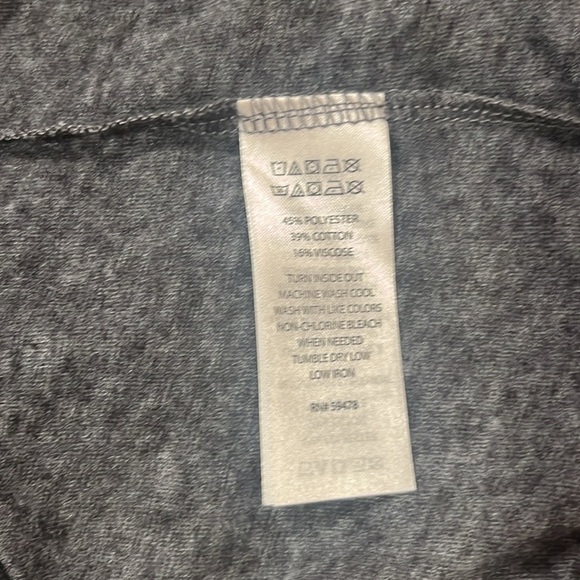 45% POLYESTER
39% COTTON
16% VISCOSE
TURN INSIDE OUT
MACHINE WASH COOL
WASH WITH LIKE COLORS
NON-CHLORINE BLEACH
WHEN NEEDED
TUMBLE DRY LOW
LOW IRON
RN# 59478